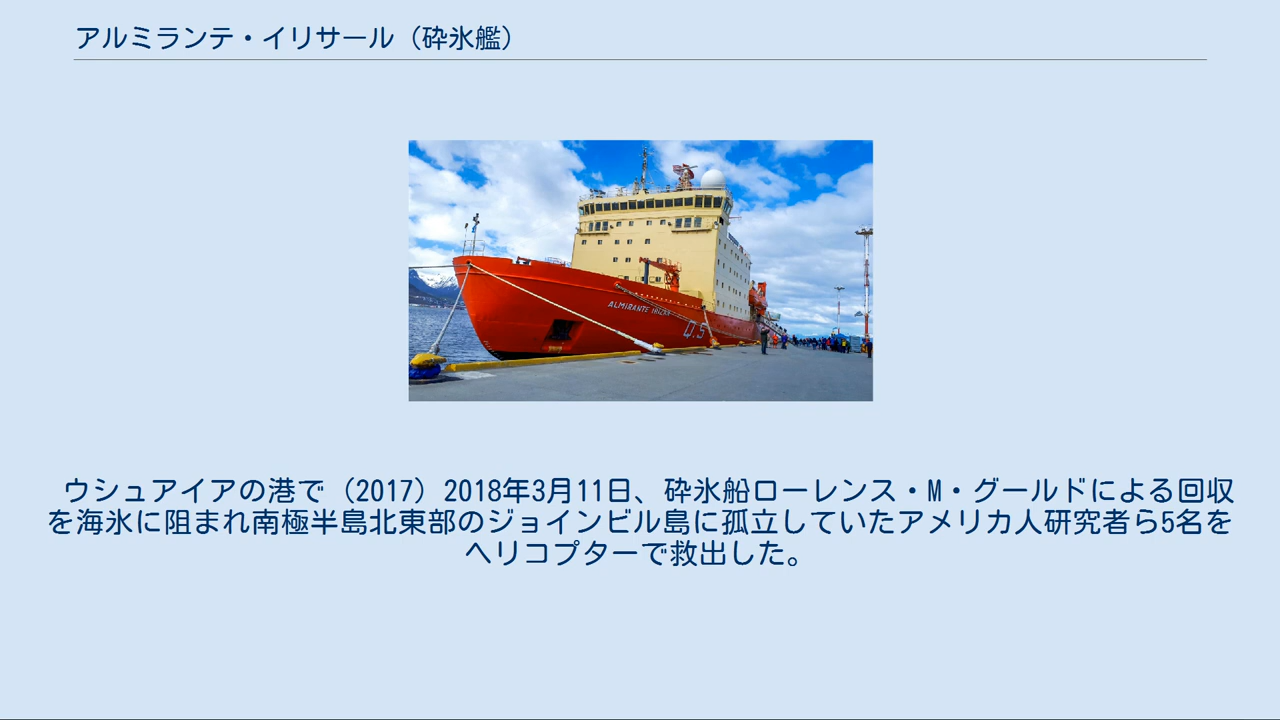 アルミランテ・イリサール（砕氷艦）
ALMIRANTE IRIZAR
Q.5
ウシュアイアの港で（2017）2018年3月11日、砕氷船ローレンス・M・グールドによる回収
を海氷に阻まれ南極半島北東部のジョインビル島に孤立していたアメリカ人研究者ら5名を
ヘリコプターで救出した。